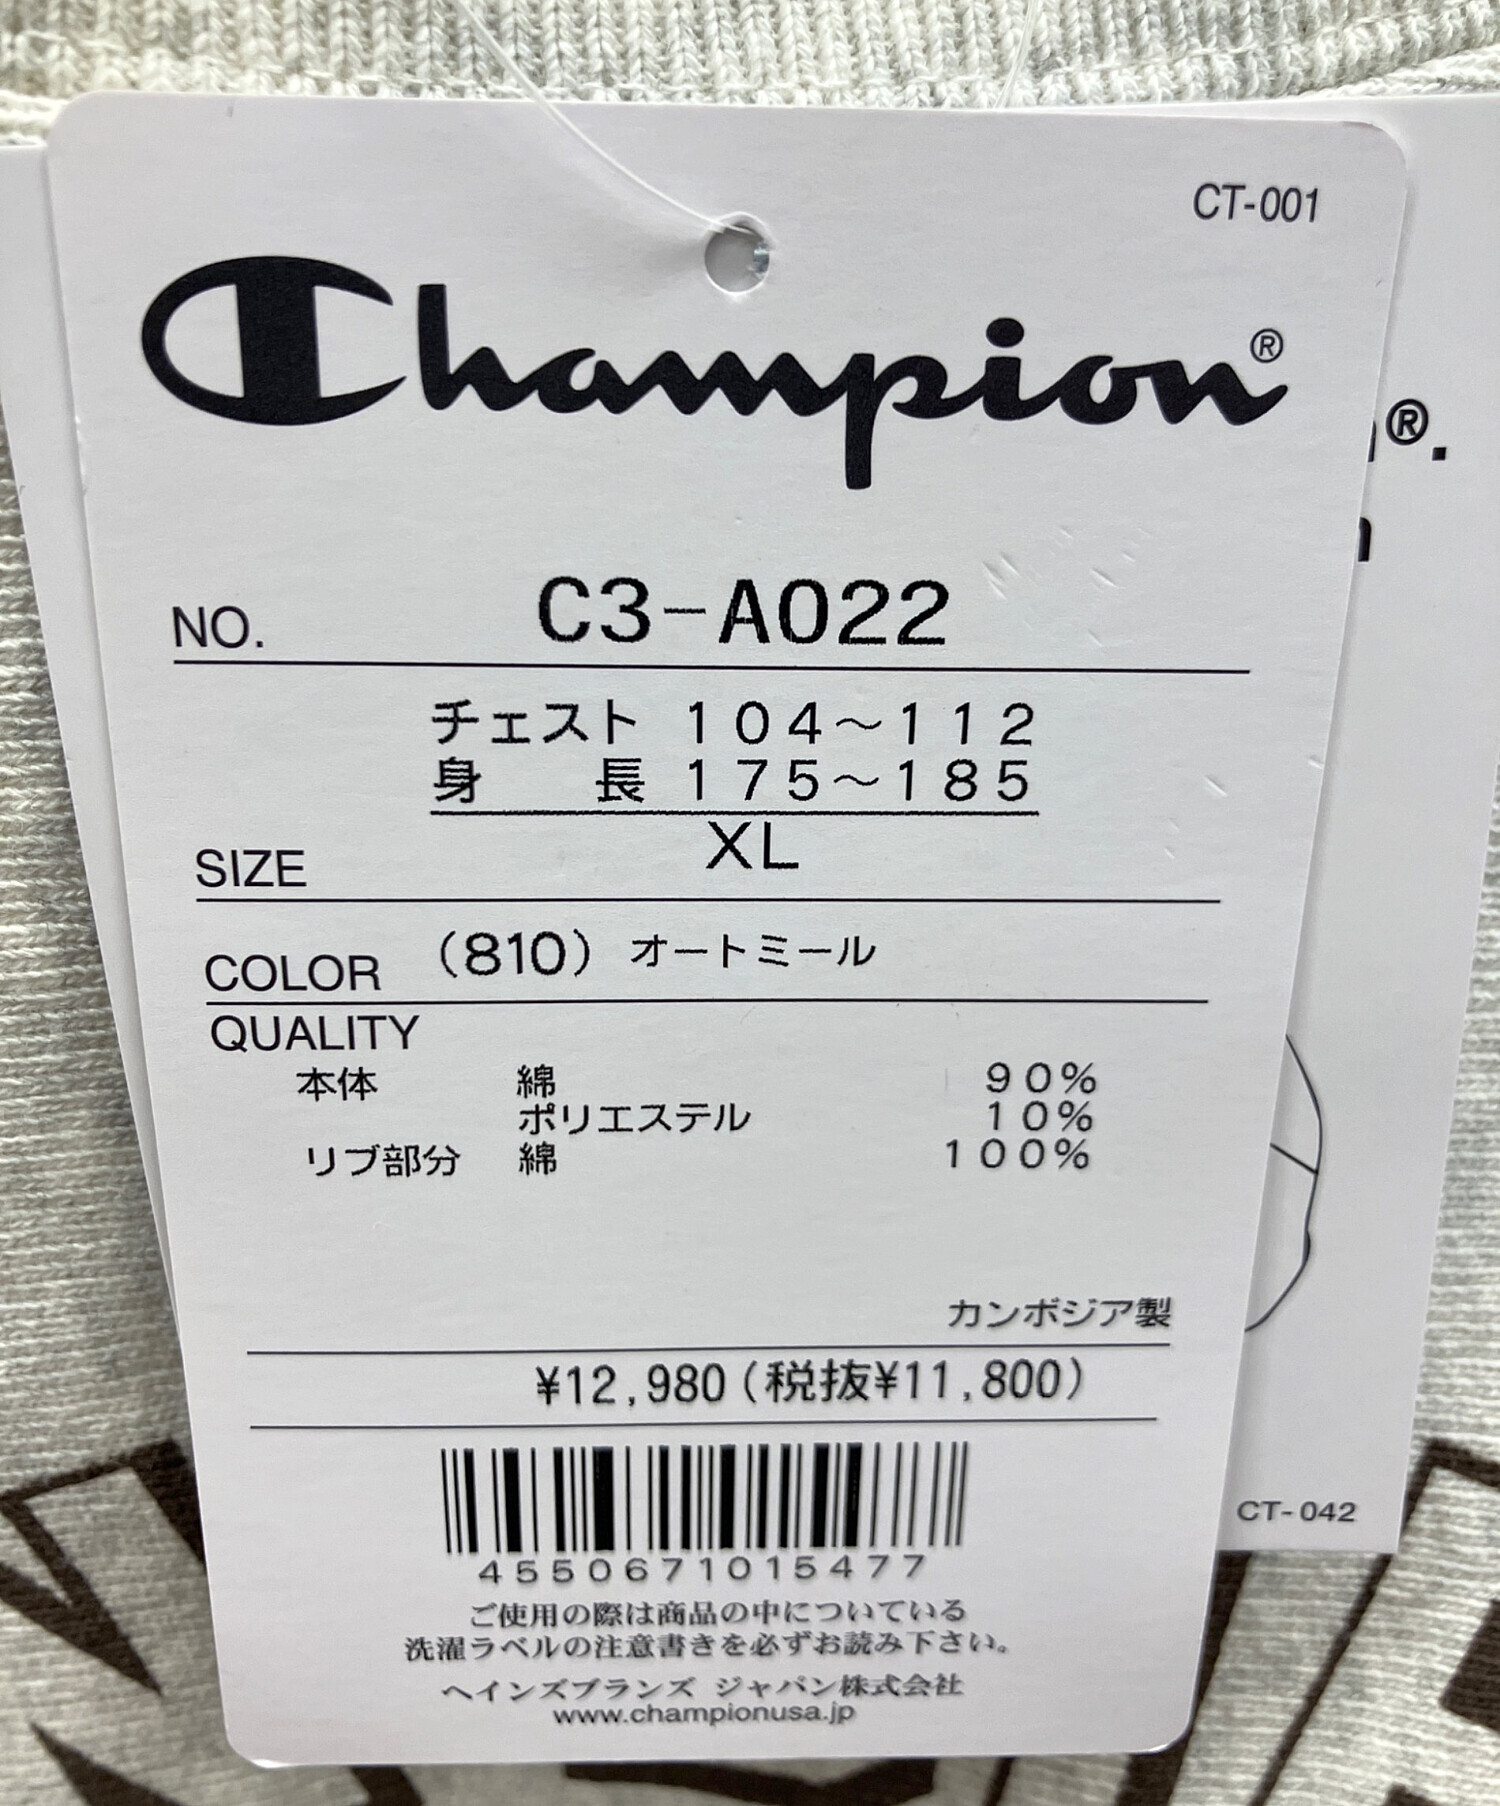 CT-001
Champion®
®.
NO. C3-A022
チェスト 104～112
身 長 175～185
SIZE XL
COLOR (810) オートミール
QUALITY
本体 綿 90%
ポリエステル 10%
リブ部分 綿 100%
カンボジア製
¥12,980(税抜¥11,800)
CT-042
4550671015477
ご使用の際は商品の中についている
洗濯ラベルの注意書きを必ずお読み下さい。
ヘインズブランズ ジャパン株式会社
www.championusa.jp